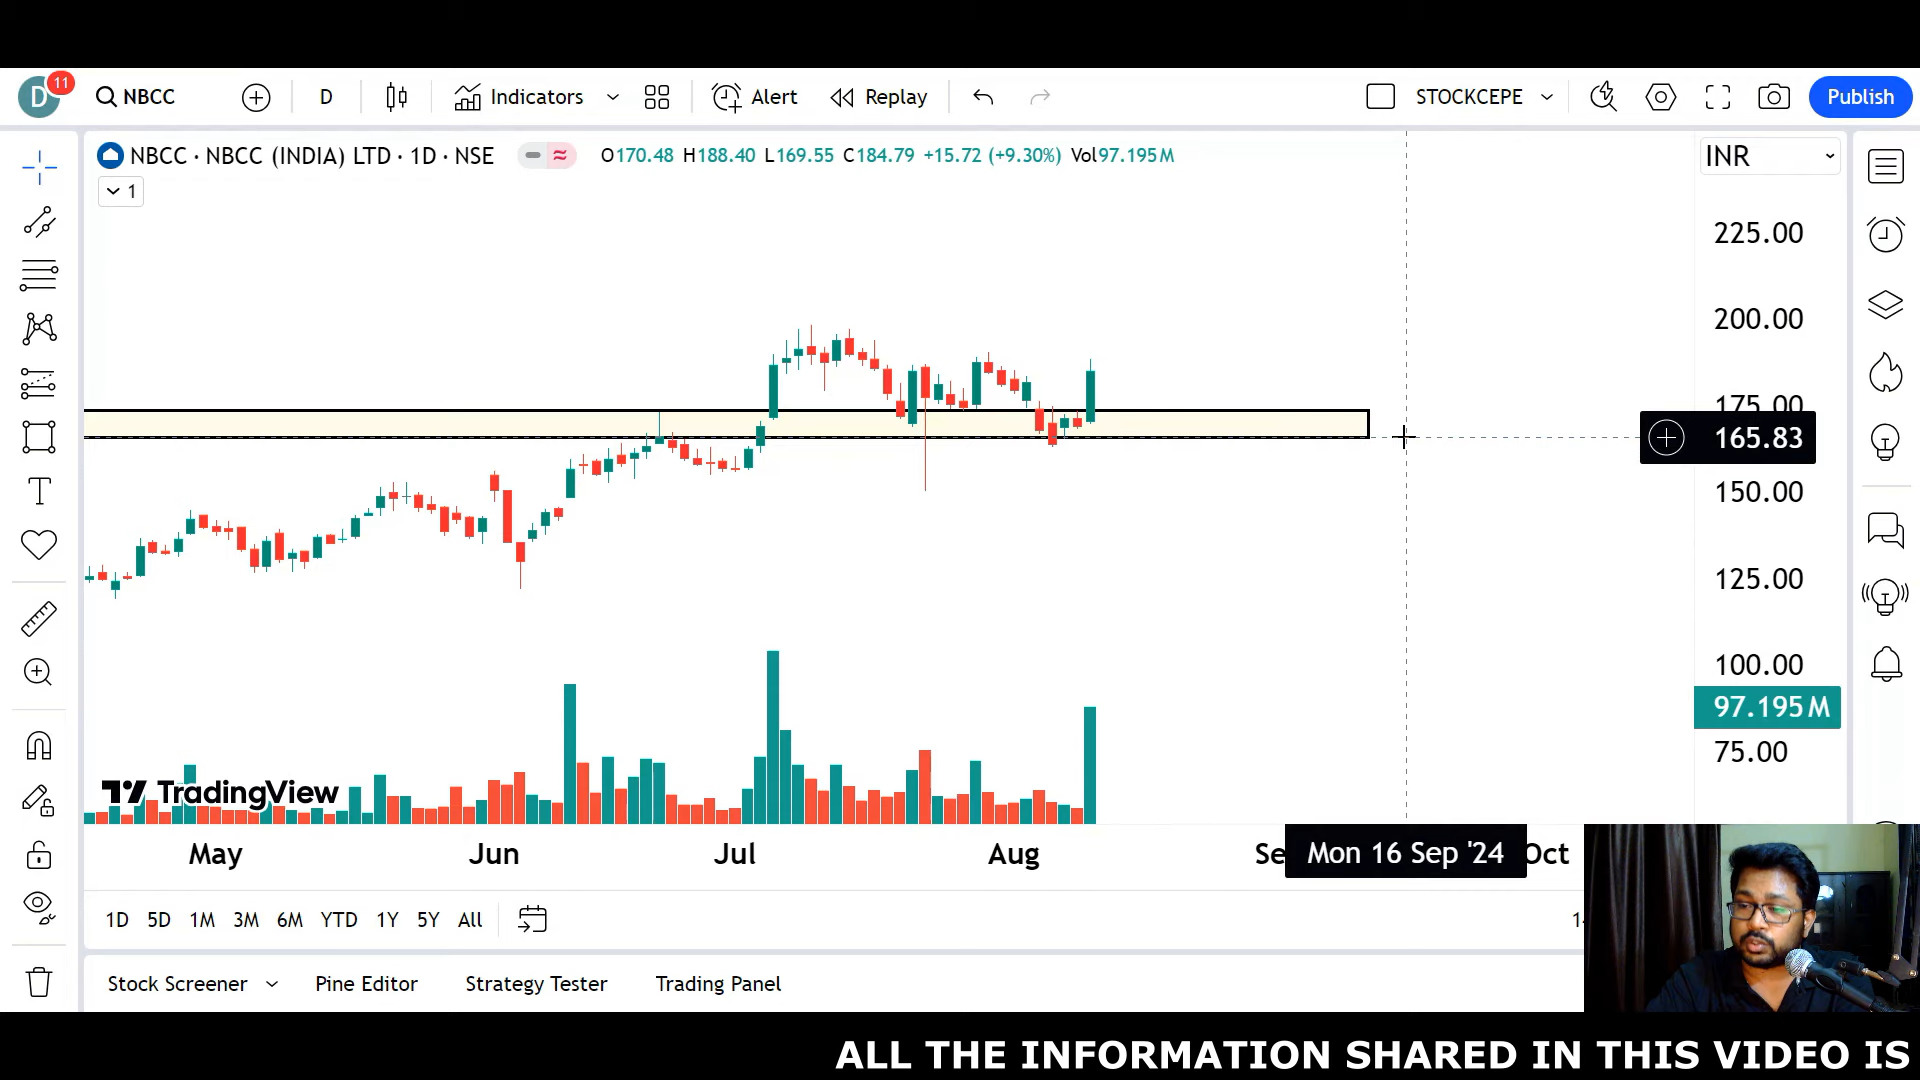 D 11 NBCC D Indicators Alert Replay STOCKCEPE Publish
NBCC · NBCC (INDIA) LTD · 1D · NSE O170.48 H188.40 L169.55 C184.79 +15.72 (+9.30%) Vol97.195M INR
1
225.00
200.00
175.00
165.83
150.00
125.00
100.00
97.195M
75.00
TradingView
May Jun Jul Aug Mon 16 Sep '24 Oct
1D 5D 1M 3M 6M YTD 1Y 5Y All
Stock Screener Pine Editor Strategy Tester Trading Panel
ALL THE INFORMATION SHARED IN THIS VIDEO IS